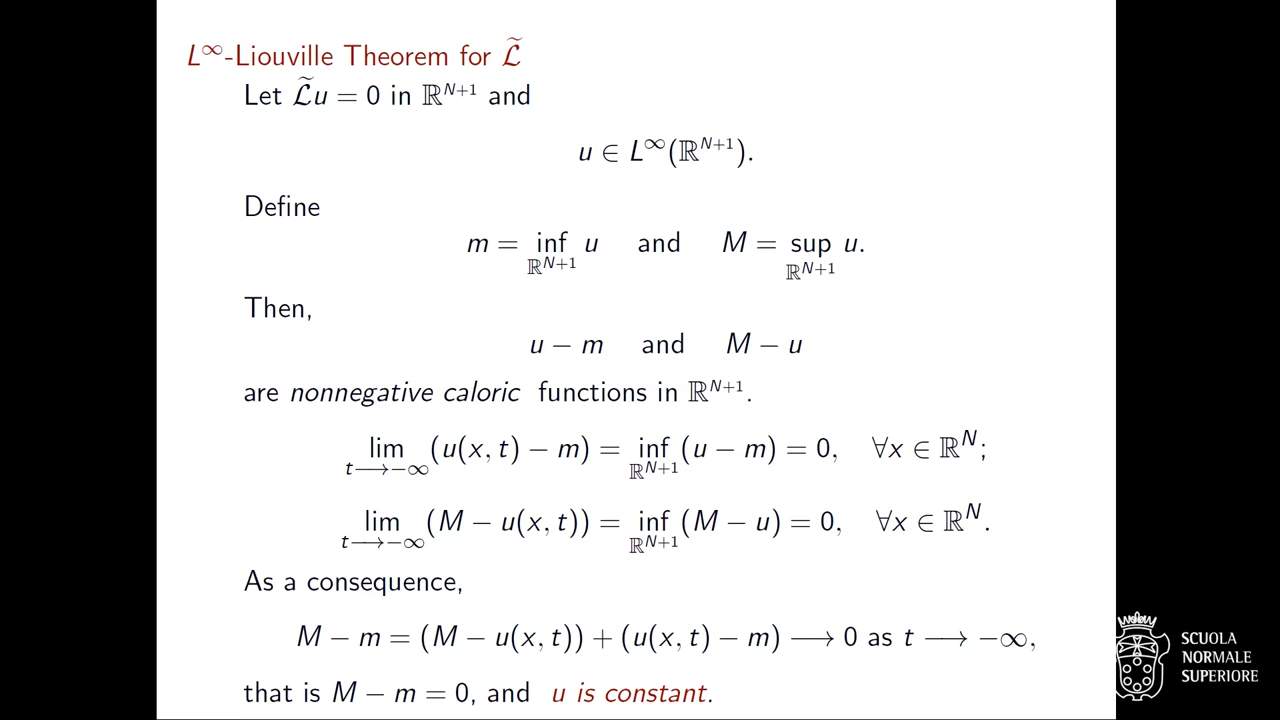 L^∞-Liouville Theorem for ℒ̃
Let ℒ̃u = 0 in ℝ^{N+1} and
u ∈ L^∞(ℝ^{N+1}).
Define
m = inf_{ℝ^{N+1}} u and M = sup_{ℝ^{N+1}} u.
Then,
u − m and M − u
are nonnegative caloric functions in ℝ^{N+1}.
lim_{t⟶−∞} (u(x, t) − m) = inf_{ℝ^{N+1}} (u − m) = 0, ∀x ∈ ℝ^N;
lim_{t⟶−∞} (M − u(x, t)) = inf_{ℝ^{N+1}} (M − u) = 0, ∀x ∈ ℝ^N.
As a consequence,
M − m = (M − u(x, t)) + (u(x, t) − m) ⟶ 0 as t ⟶ −∞,
that is M − m = 0, and u is constant.
SCUOLA
NORMALE
SUPERIORE